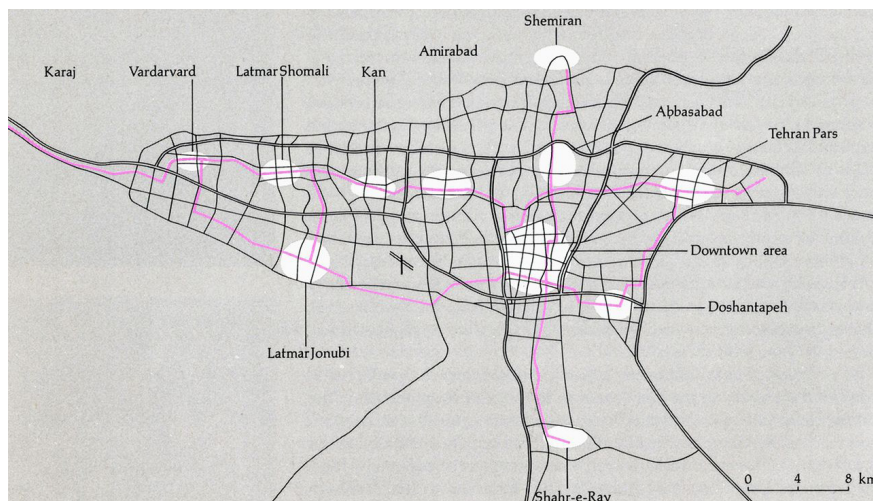 Shemiran
Amirabad
Karaj
Vardarvard
Latmar Shomali
Kan
Abbasabad
Tehran Pars
Downtown area
Doshantapeh
Latmar Jonubi
0 4 8 km
Shahr-e-Ray